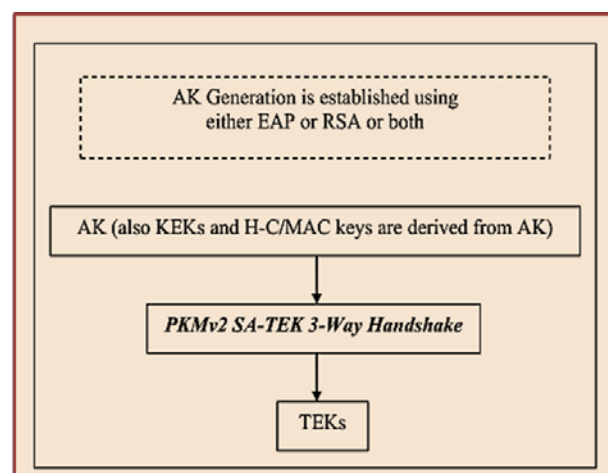 AK Generation is established using
either EAP or RSA or both
AK (also KEKs and H-C/MAC keys are derived from AK)
PKMv2 SA-TEK 3-Way Handshake
TEKs